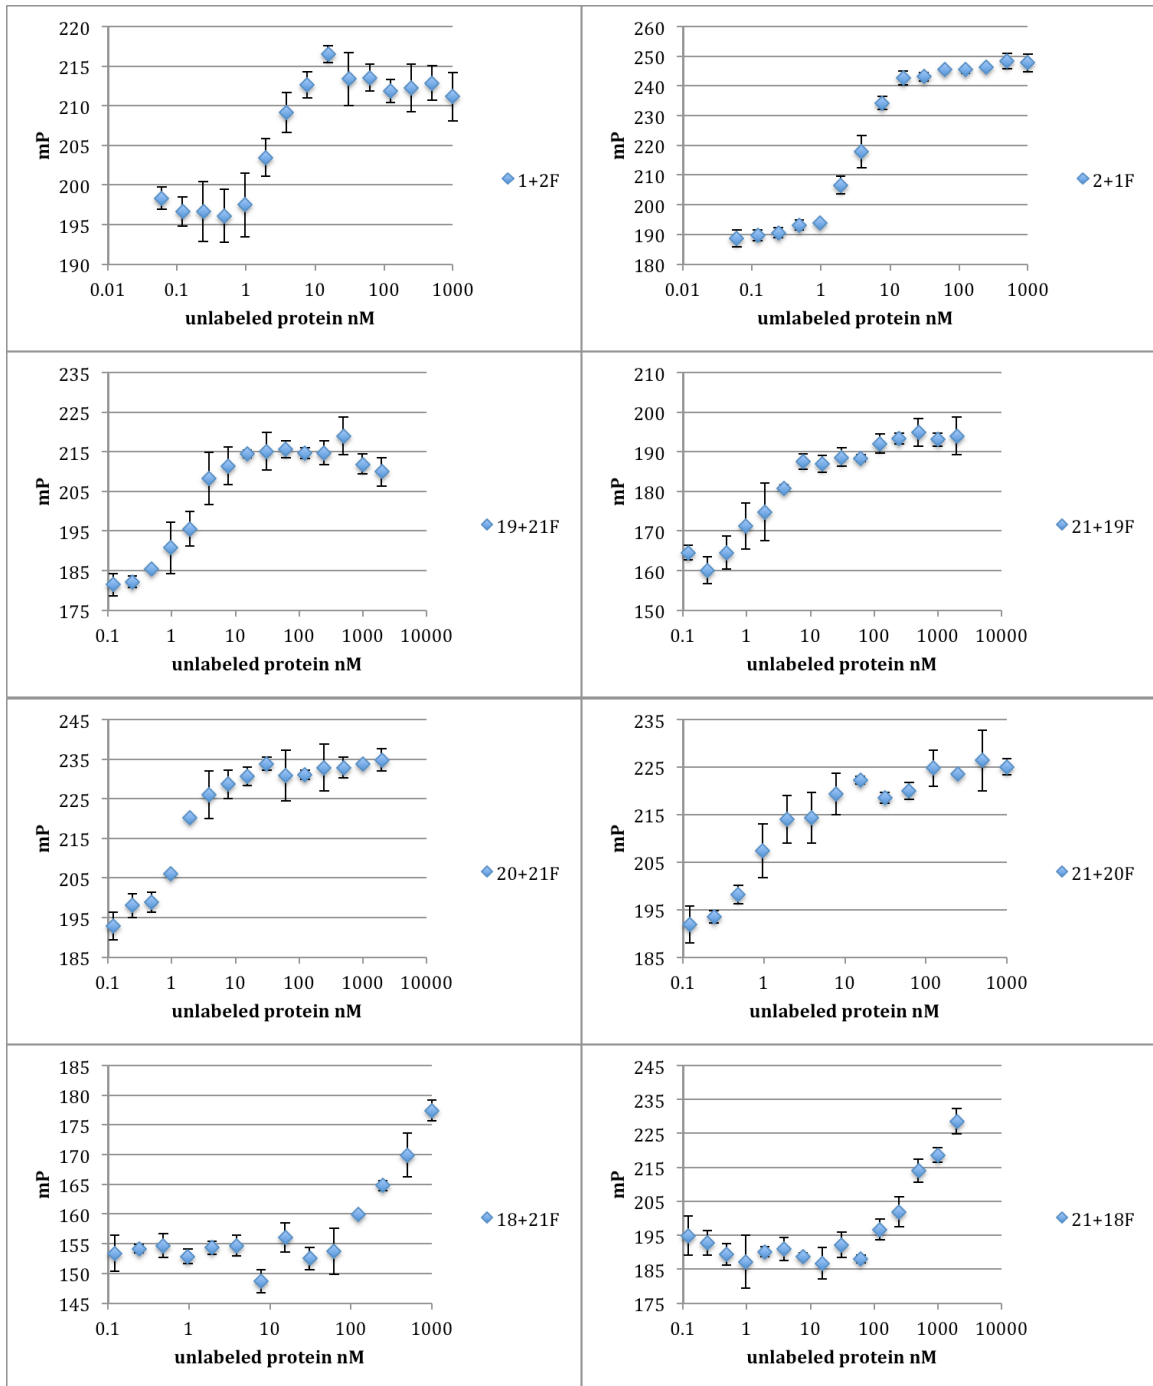 220
215
210
205
200
195
190
mP
0.01 0.1 1 10 100 1000
unlabeled protein nM
1+2F
260
250
240
230
220
210
200
190
180
mP
0.01 0.1 1 10 100 1000
umlabeled protein nM
2+1F
235
225
215
205
195
185
175
mP
0.1 1 10 100 1000 10000
unlabeled protein nM
19+21F
210
200
190
180
170
160
150
mP
0.1 1 10 100 1000 10000
unlabeled protein nM
21+19F
245
235
225
215
205
195
185
mP
0.1 1 10 100 1000 10000
unlabeled protein nM
20+21F
235
225
215
205
195
185
mP
0.1 1 10 100 1000
unlabeled protein nM
21+20F
185
180
175
170
165
160
155
150
145
mP
0.1 1 10 100 1000
unlabeled protein nM
18+21F
245
235
225
215
205
195
185
175
mP
0.1 1 10 100 1000 10000
unlabeled protein nM
21+18F